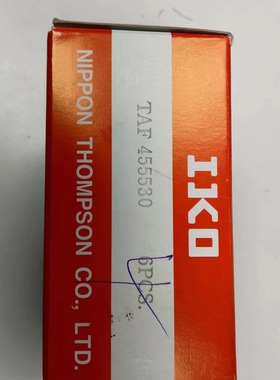 IKO
TAF 455530 6PCS.
NIPPON THOMPSON CO., LTD.